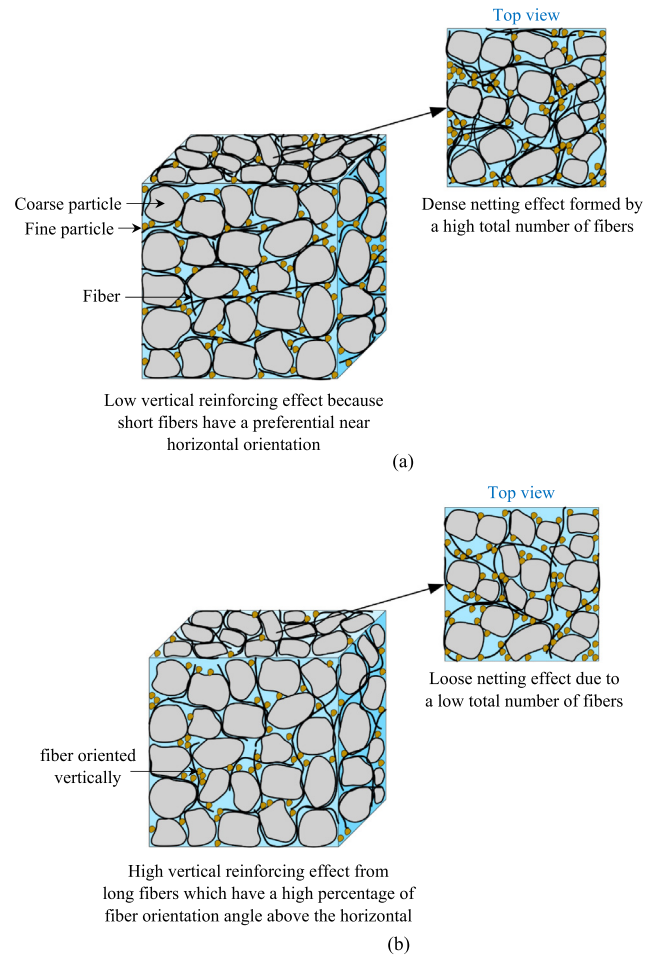 Top view
Coarse particle
Fine particle
Fiber
Dense netting effect formed by
a high total number of fibers
Low vertical reinforcing effect because
short fibers have a preferential near
horizontal orientation
(a)
Top view
Loose netting effect due to
a low total number of fibers
fiber oriented
vertically
High vertical reinforcing effect from
long fibers which have a high percentage of
fiber orientation angle above the horizontal
(b)